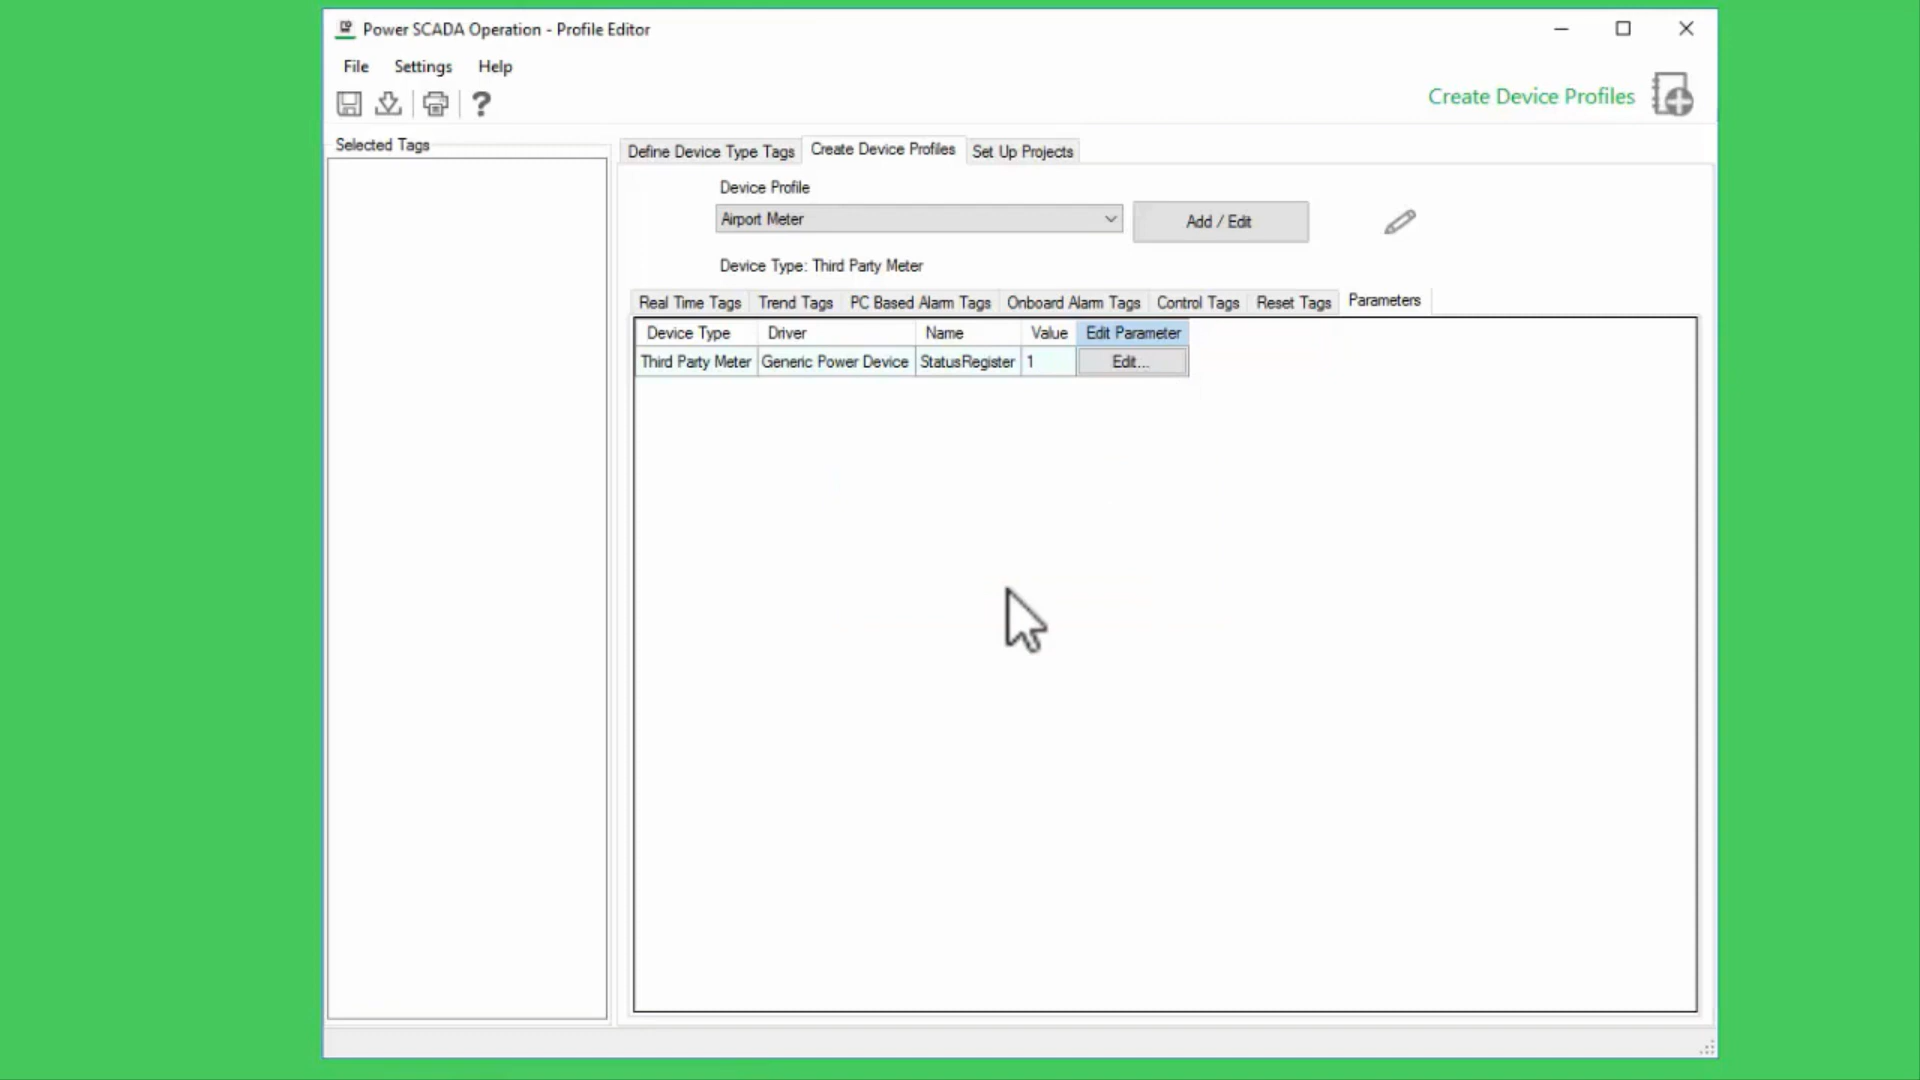 Power SCADA Operation - Profile Editor
File Settings Help
Create Device Profiles
Selected Tags
Define Device Type Tags Create Device Profiles Set Up Projects
Device Profile
Airport Meter Add / Edit
Device Type: Third Party Meter
Real Time Tags Trend Tags PC Based Alarm Tags Onboard Alarm Tags Control Tags Reset Tags Parameters
Device Type Driver Name Value Edit Parameter
Third Party Meter Generic Power Device StatusRegister 1 Edit...